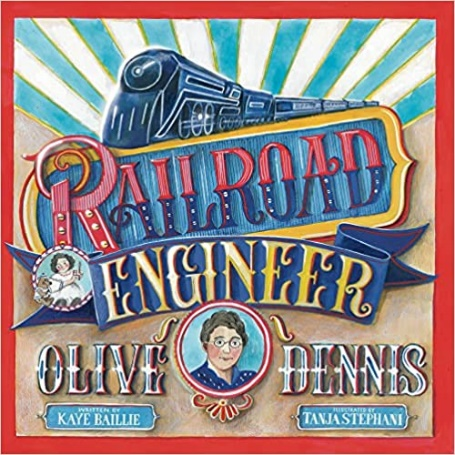 RAILROAD
ENGINEER
OLIVE DENNIS
WRITTEN BY
KAYE BAILLIE
ILLUSTRATED BY
TANJA STEPHANI